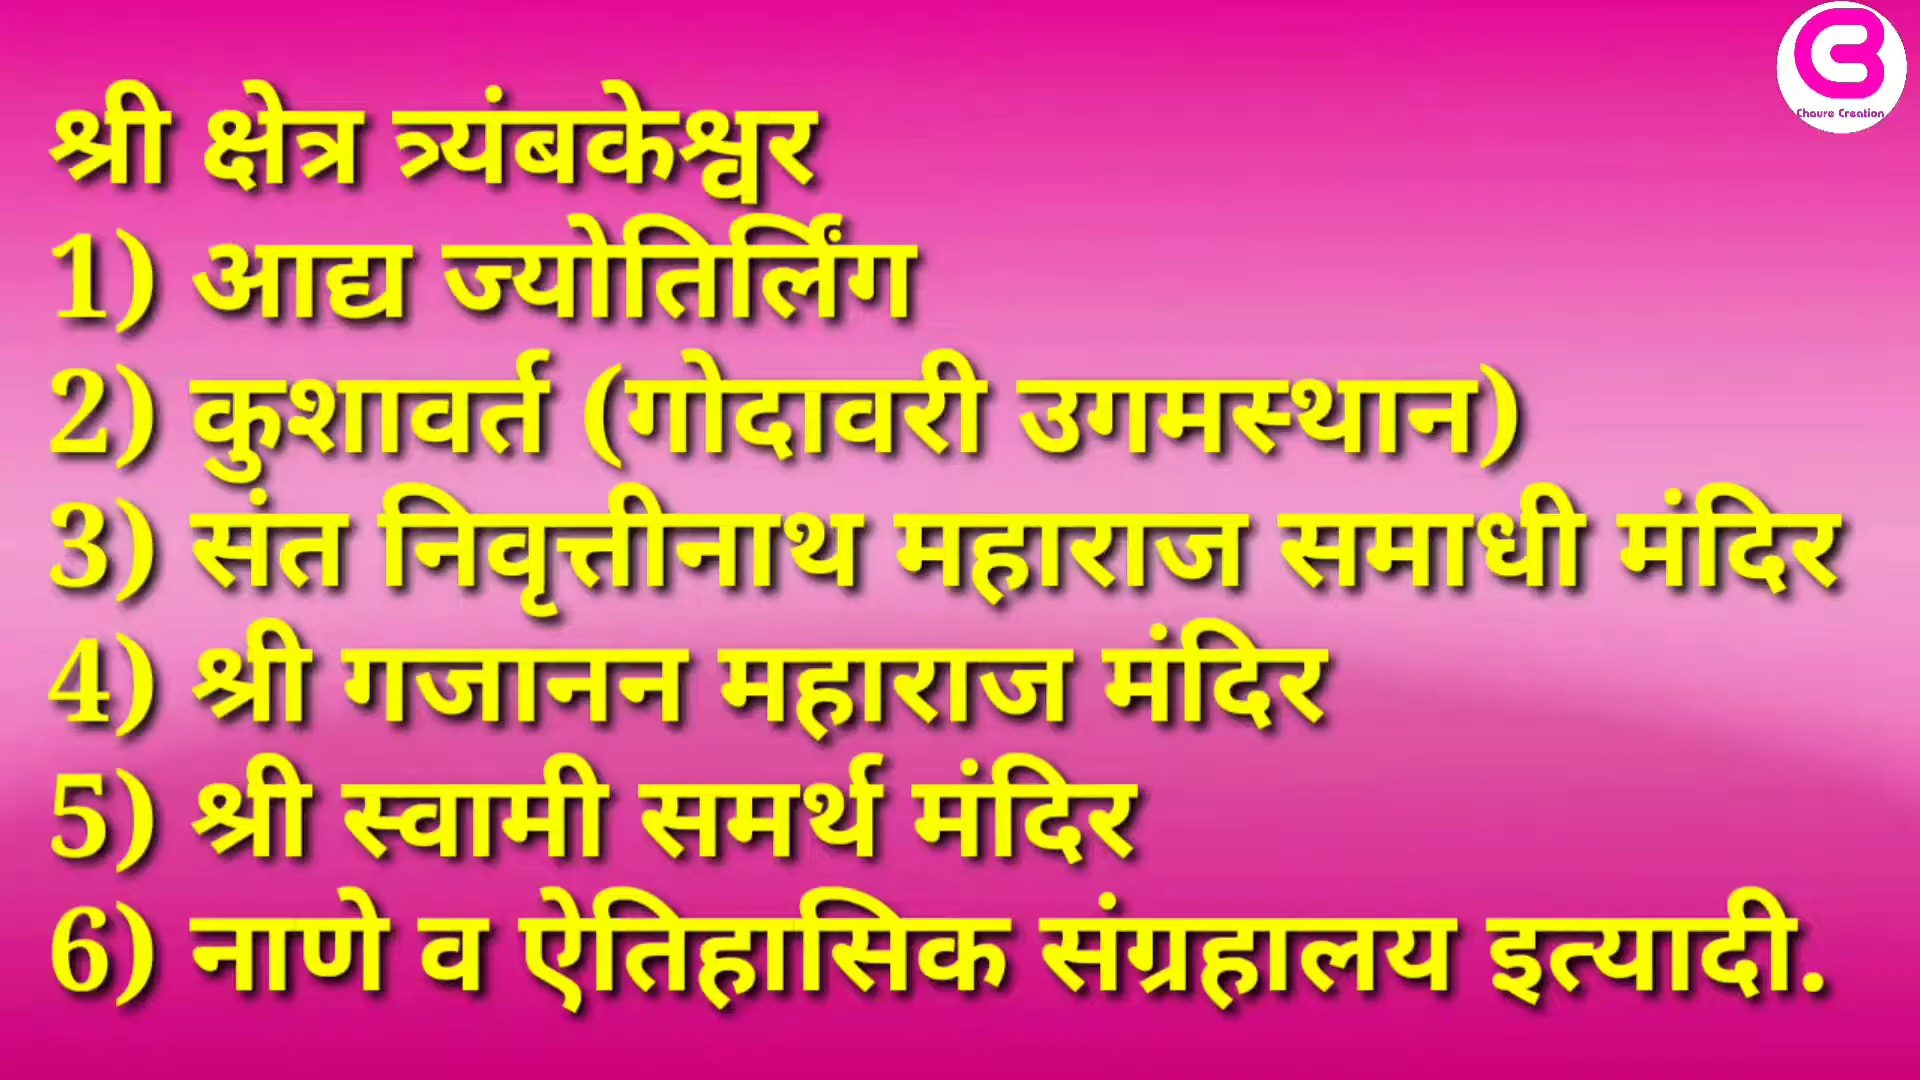 Chaure Creation
श्री क्षेत्र त्र्यंबकेश्वर
1) आद्य ज्योतिर्लिंग
2) कुशावर्त (गोदावरी उगमस्थान)
3) संत निवृत्तीनाथ महाराज समाधी मंदिर
4) श्री गजानन महाराज मंदिर
5) श्री स्वामी समर्थ मंदिर
6) नाणे व ऐतिहासिक संग्रहालय इत्यादी.